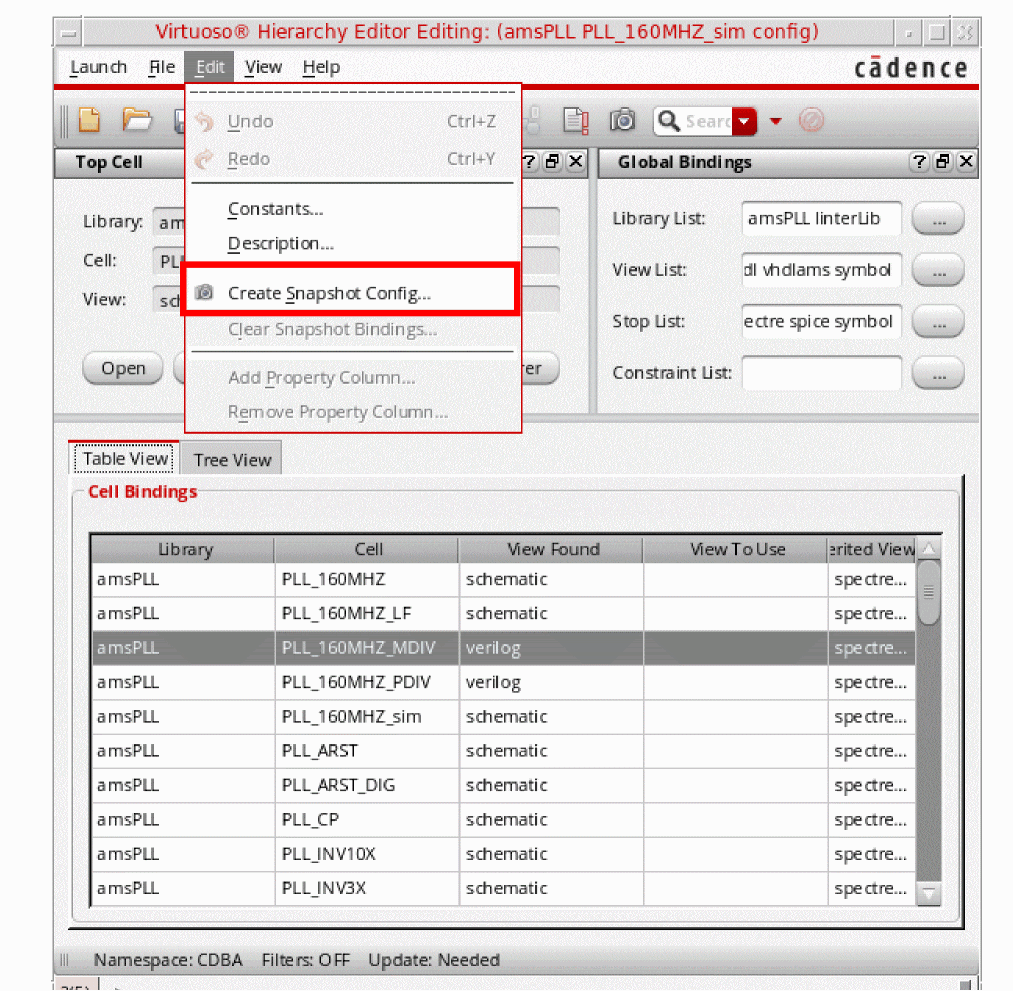 Virtuoso® Hierarchy Editor Editing: (amsPLL PLL_160MHZ_sim config)
Launch File Edit View Help
cādence
Undo Ctrl+Z
Redo Ctrl+Y
Constants...
Description...
Create Snapshot Config...
Clear Snapshot Bindings...
Add Property Column...
Remove Property Column...
Searc
Top Cell
Library: am
Cell: PLL
View: sch
Open
Global Bindings
Library List: amsPLL linterLib ...
View List: dl vhdlams symbol ...
Stop List: ectre spice symbol ...
Constraint List: ...
Table View Tree View
Cell Bindings
Library Cell View Found View To Use erited View
amsPLL PLL_160MHZ schematic spectre...
amsPLL PLL_160MHZ_LF schematic spectre...
amsPLL PLL_160MHZ_MDIV verilog spectre...
amsPLL PLL_160MHZ_PDIV verilog spectre...
amsPLL PLL_160MHZ_sim schematic spectre...
amsPLL PLL_ARST schematic spectre...
amsPLL PLL_ARST_DIG schematic spectre...
amsPLL PLL_CP schematic spectre...
amsPLL PLL_INV10X schematic spectre...
amsPLL PLL_INV3X schematic spectre...
Namespace: CDBA Filters: OFF Update: Needed